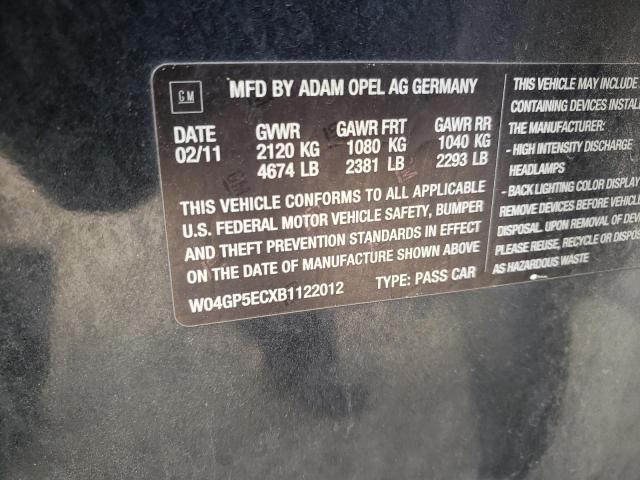 GM
MFD BY ADAM OPEL AG GERMANY
DATE GVWR GAWR FRT GAWR RR
02/11 2120 KG 1080 KG 1040 KG
4674 LB 2381 LB 2293 LB
THIS VEHICLE CONFORMS TO ALL APPLICABLE
U.S. FEDERAL MOTOR VEHICLE SAFETY, BUMPER
AND THEFT PREVENTION STANDARDS IN EFFECT
ON THE DATE OF MANUFACTURE SHOWN ABOVE
W04GP5ECXB1122012 TYPE: PASS CAR
THIS VEHICLE MAY INCLUDE
CONTAINING DEVICES INSTAL
THE MANUFACTURER:
- HIGH INTENSITY DISCHARGE
HEADLAMPS
- BACK LIGHTING COLOR DISPLAY
REMOVE DEVICES BEFORE VEHICLE
DISPOSAL. UPON REMOVAL OF DEV
PLEASE REUSE, RECYCLE OR DISPO
AS HAZARDOUS WASTE